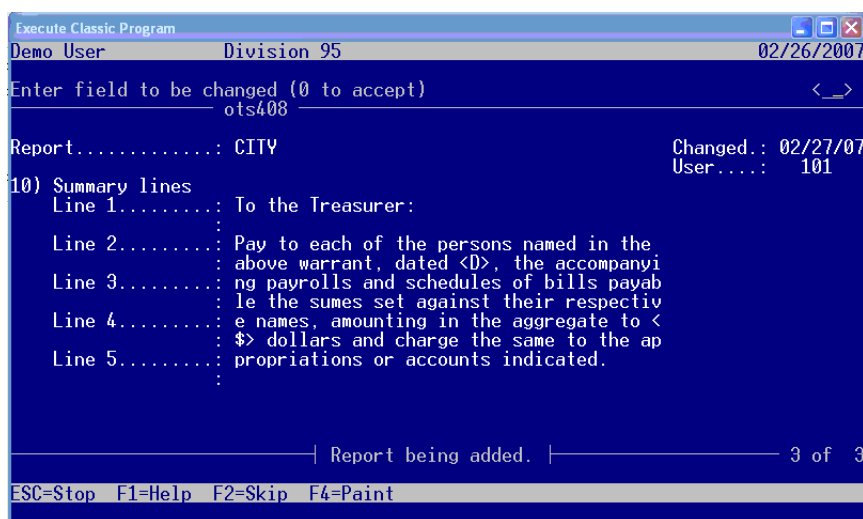 Execute Classic Program
Demo User Division 95 02/26/2007
Enter field to be changed (0 to accept) <__>
ots408
Report.............: CITY Changed.: 02/27/07
User....: 101
10) Summary lines
Line 1.........: To the Treasurer:
:
Line 2.........: Pay to each of the persons named in the
: above warrant, dated <D>, the accompanyi
Line 3.........: ng payrolls and schedules of bills payab
: le the sumes set against their respectiv
Line 4.........: e names, amounting in the aggregate to <
: $> dollars and charge the same to the ap
Line 5.........: propriations or accounts indicated.
:
Report being added. 3 of 3
ESC=Stop F1=Help F2=Skip F4=Paint